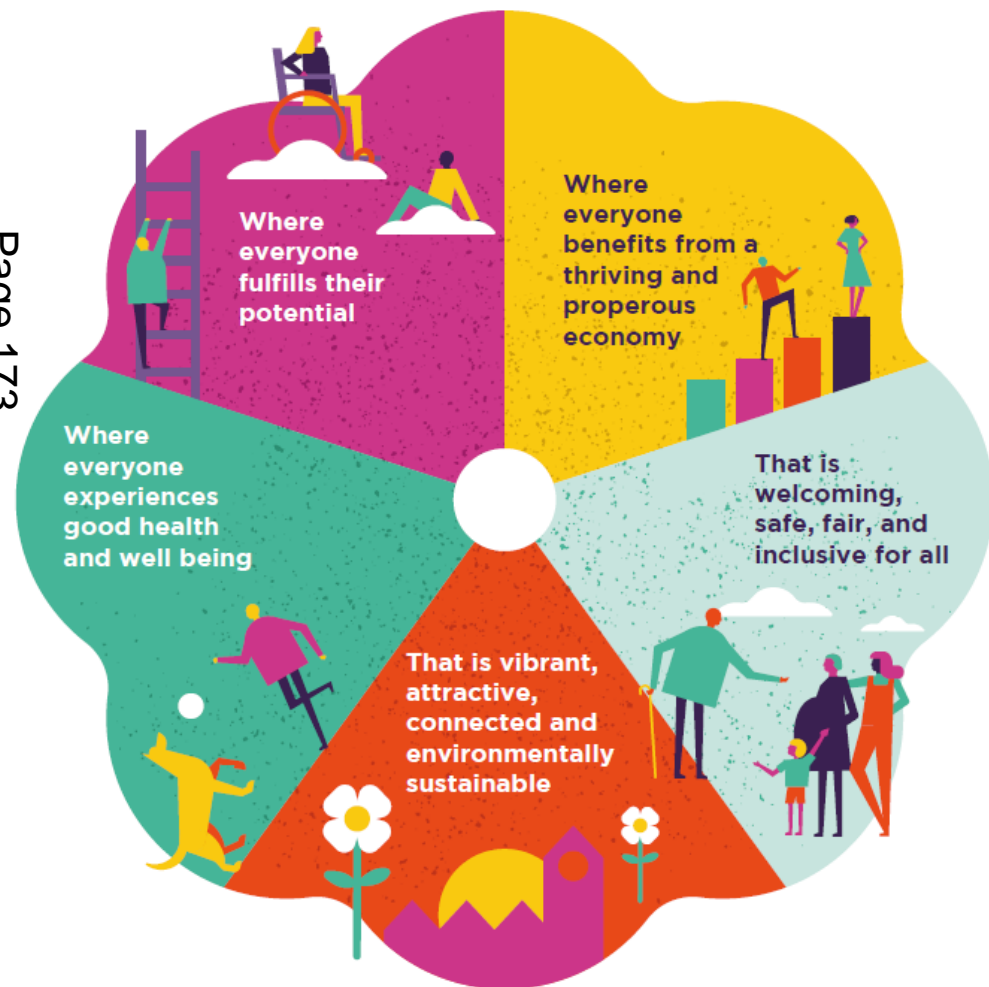 Page 173
Where
everyone
fulfills their
potential
Where
everyone
benefits from a
thriving and
properous
economy
Where
everyone
experiences
good health
and well being
That is
welcoming,
safe, fair, and
inclusive for all
That is vibrant,
attractive,
connected and
environmentally
sustainable